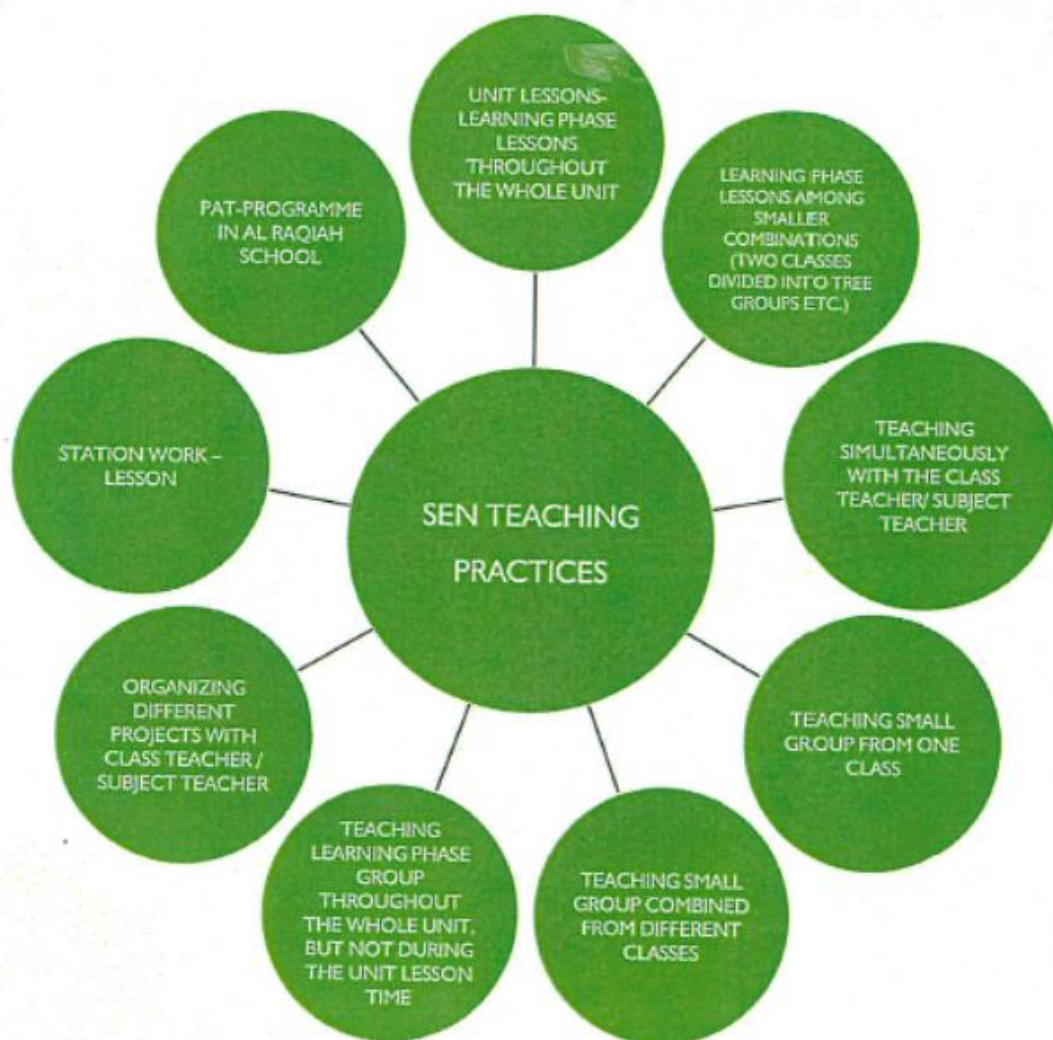 UNIT LESSONS-
LEARNING PHASE
LESSONS
THROUGHOUT
THE WHOLE UNIT
LEARNING PHASE
LESSONS AMONG
SMALLER
COMBINATIONS
(TWO CLASSES
DIVIDED INTO TREE
GROUPS ETC.)
TEACHING
SIMULTANEOUSLY
WITH THE CLASS
TEACHER/ SUBJECT
TEACHER
TEACHING SMALL
GROUP FROM ONE
CLASS
TEACHING SMALL
GROUP COMBINED
FROM DIFFERENT
CLASSES
TEACHING
LEARNING PHASE
GROUP
THROUGHOUT
THE WHOLE UNIT,
BUT NOT DURING
THE UNIT LESSON
TIME
ORGANIZING
DIFFERENT
PROJECTS WITH
CLASS TEACHER /
SUBJECT TEACHER
STATION WORK –
LESSON
PAT-PROGRAMME
IN AL RAQIAH
SCHOOL
SEN TEACHING
PRACTICES